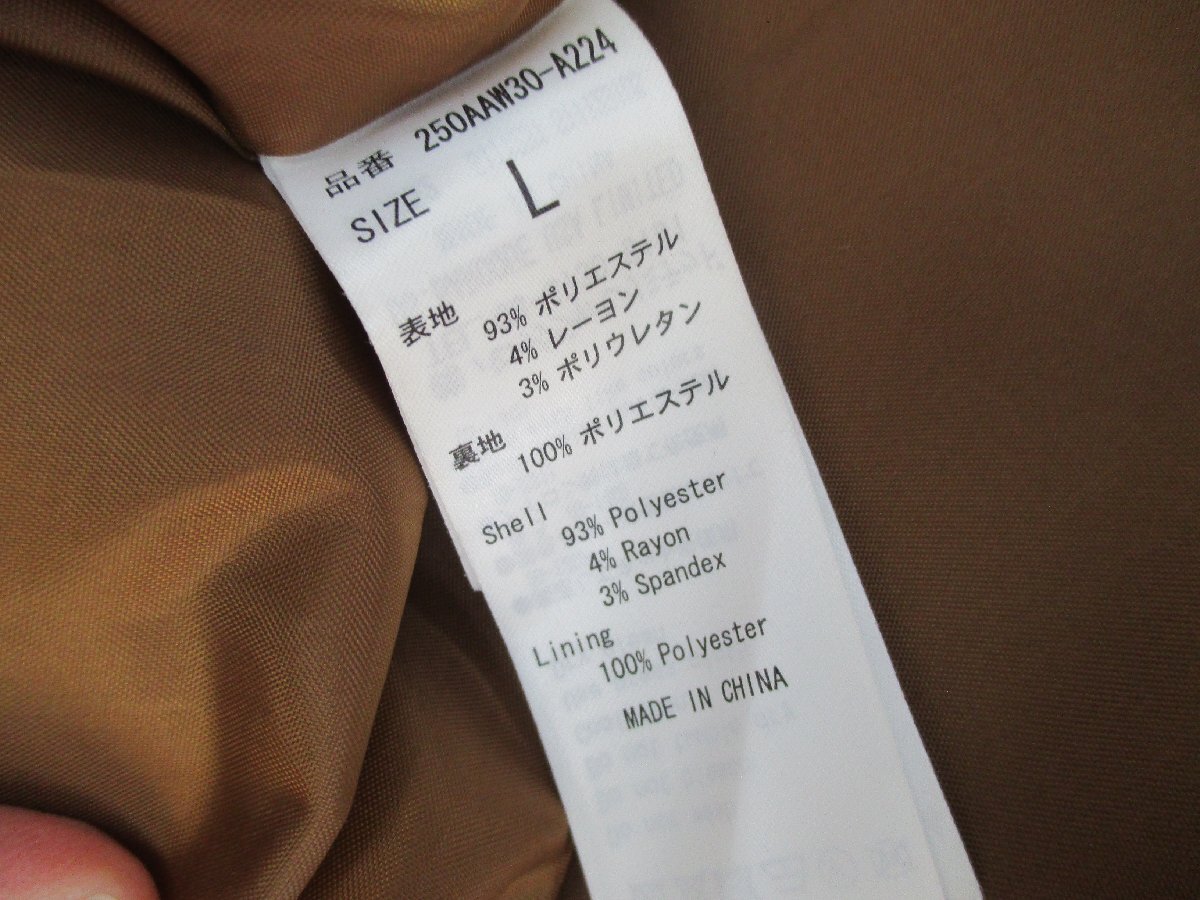 品番 250AAW30-A224
SIZE L
表地 93% ポリエステル
4% レーヨン
3% ポリウレタン
裏地 100% ポリエステル
Shell 93% Polyester
4% Rayon
3% Spandex
Lining
100% Polyester
MADE IN CHINA